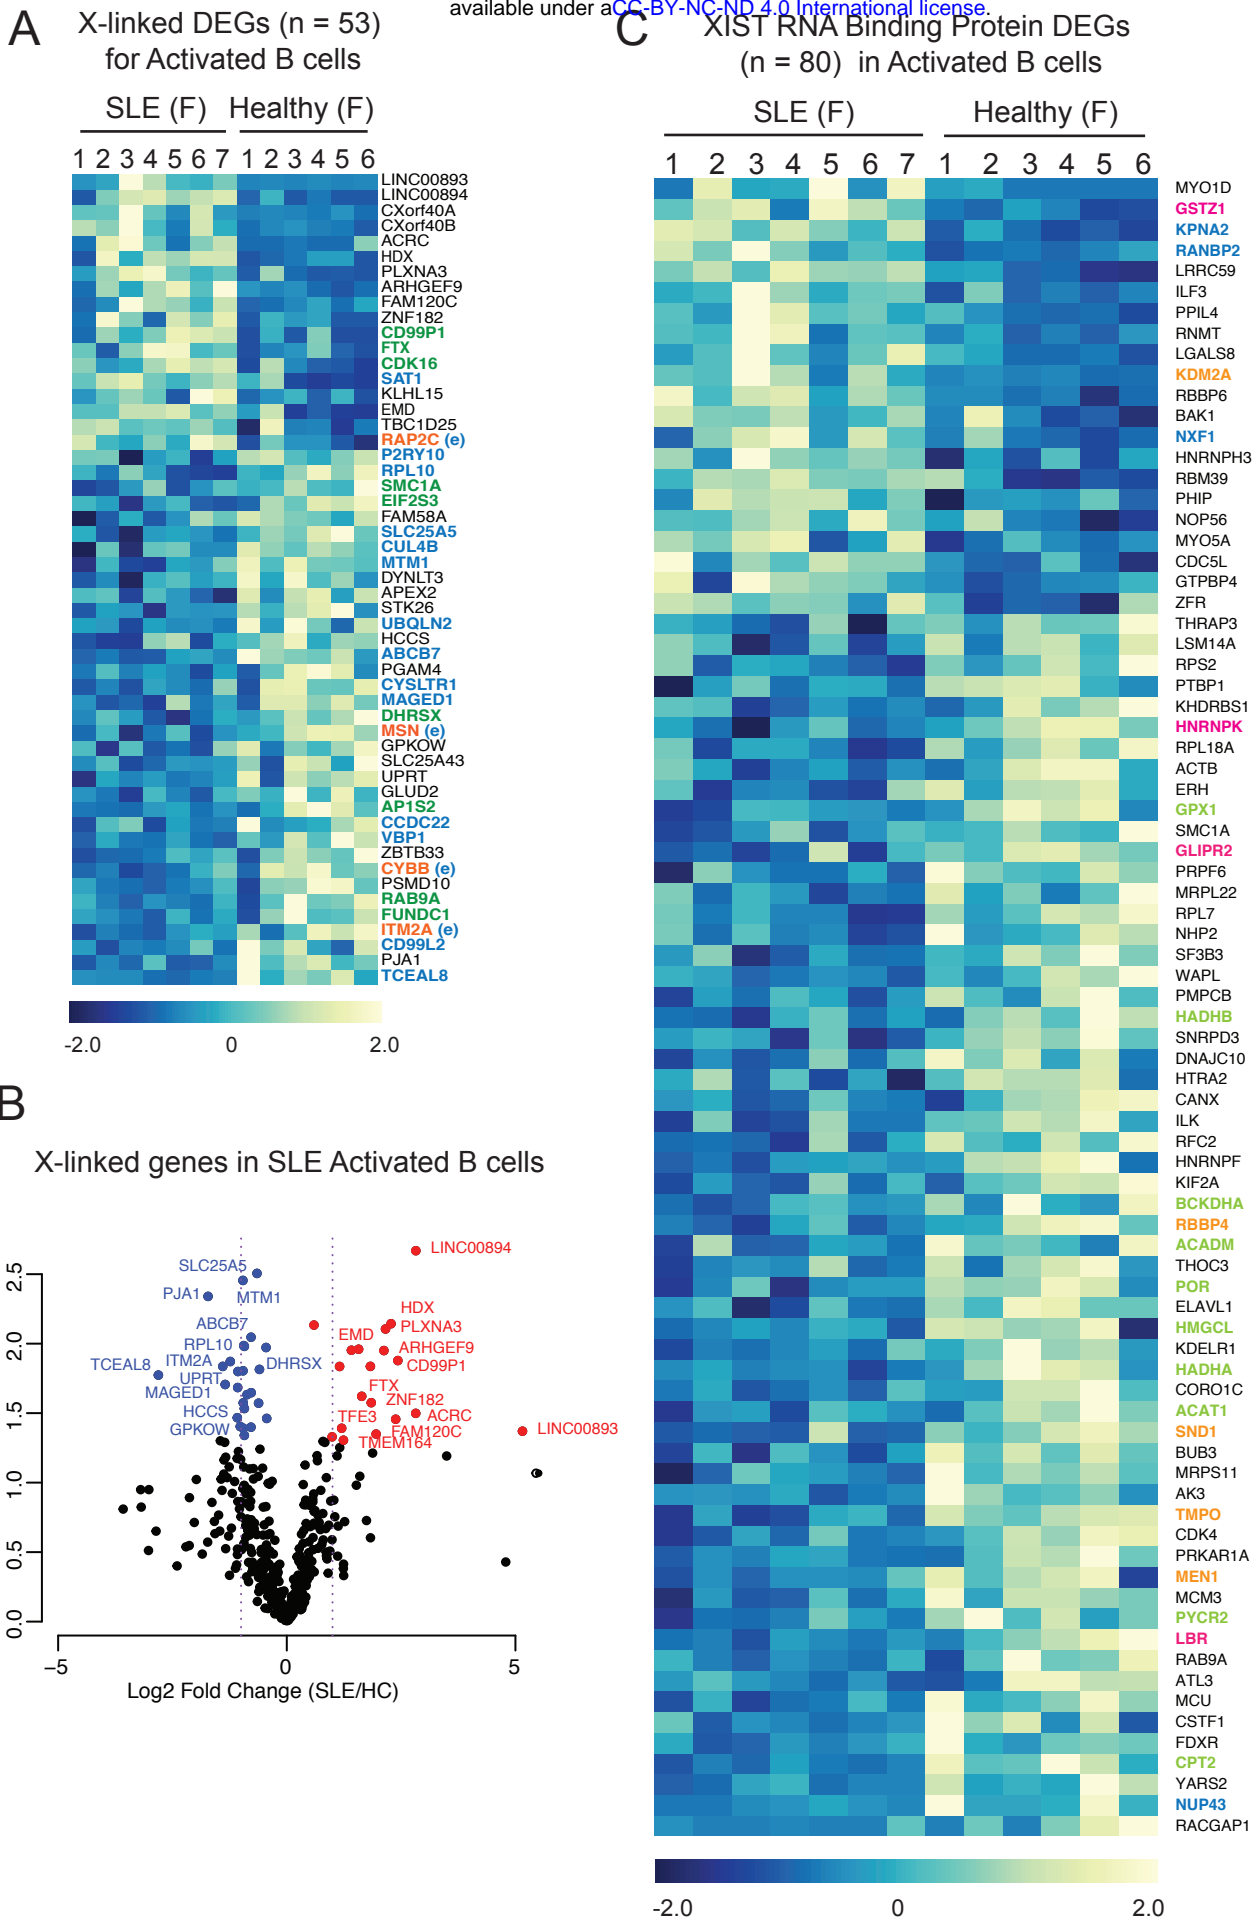 available under aCC-BY-NC-ND 4.0 International license.
A
X-linked DEGs (n = 53)
for Activated B cells
SLE (F) Healthy (F)
1 2 3 4 5 6 7 1 2 3 4 5 6
LINC00893
LINC00894
CXorf40A
CXorf40B
ACRC
HDX
PLXNA3
ARHGEF9
FAM120C
ZNF182
CD99P1
FTX
CDK16
SAT1
KLHL15
EMD
TBC1D25
RAP2C (e)
P2RY10
RPL10
SMC1A
EIF2S3
FAM58A
SLC25A5
CUL4B
MTM1
DYNLT3
APEX2
STK26
UBQLN2
HCCS
ABCB7
PGAM4
CYSLTR1
MAGED1
DHRSX
MSN (e)
GPKOW
SLC25A43
UPRT
GLUD2
AP1S2
CCDC22
VBP1
ZBTB33
CYBB (e)
PSMD10
RAB9A
FUNDC1
ITM2A (e)
CD99L2
PJA1
TCEAL8
-2.0 0 2.0
B
X-linked genes in SLE Activated B cells
LINC00894
SLC25A5
PJA1
MTM1
HDX
ABCB7
EMD
PLXNA3
RPL10
ARHGEF9
TCEAL8
ITM2A
DHRSX
CD99P1
UPRT
FTX
MAGED1
ZNF182
HCCS
TFE3
ACRC
GPKOW
FAM120C
LINC00893
TMEM164
2.5
2.0
1.5
1.0
0.5
0.0
−5 0 5
Log2 Fold Change (SLE/HC)
C
XIST RNA Binding Protein DEGs
(n = 80) in Activated B cells
SLE (F) Healthy (F)
1 2 3 4 5 6 7 1 2 3 4 5 6
MYO1D
GSTZ1
KPNA2
RANBP2
LRRC59
ILF3
PPIL4
RNMT
LGALS8
KDM2A
RBBP6
BAK1
NXF1
HNRNPH3
RBM39
PHIP
NOP56
MYO5A
CDC5L
GTPBP4
ZFR
THRAP3
LSM14A
RPS2
PTBP1
KHDRBS1
HNRNPK
RPL18A
ACTB
ERH
GPX1
SMC1A
GLIPR2
PRPF6
MRPL22
RPL7
NHP2
SF3B3
WAPL
PMPCB
HADHB
SNRPD3
DNAJC10
HTRA2
CANX
ILK
RFC2
HNRNPF
KIF2A
BCKDHA
RBBP4
ACADM
THOC3
POR
ELAVL1
HMGCL
KDELR1
HADHA
CORO1C
ACAT1
SND1
BUB3
MRPS11
AK3
TMPO
CDK4
PRKAR1A
MEN1
MCM3
PYCR2
LBR
RAB9A
ATL3
MCU
CSTF1
FDXR
CPT2
YARS2
NUP43
RACGAP1
-2.0 0 2.0